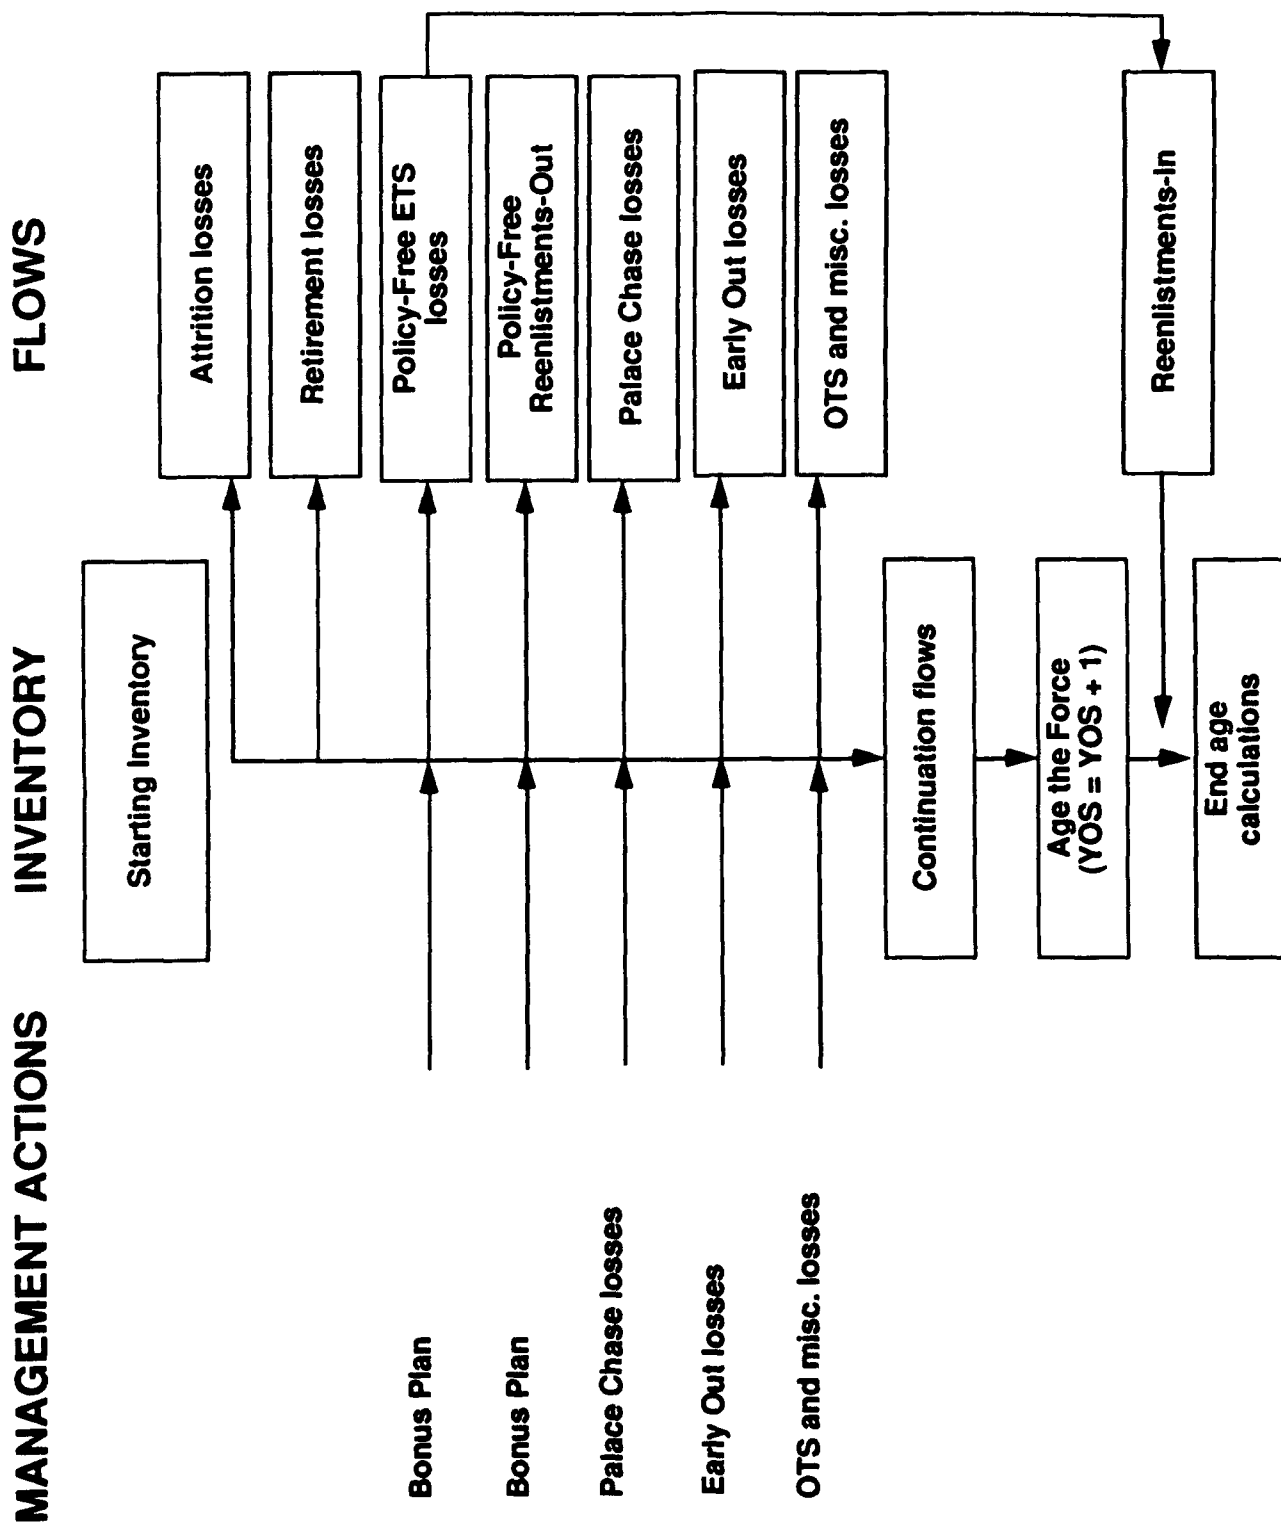 MANAGEMENT ACTIONS
INVENTORY
FLOWS
Starting Inventory
Attrition losses
Retirement losses
Bonus Plan
Policy-Free ETS
losses
Bonus Plan
Policy-Free
Reenlistments-Out
Palace Chase losses
Palace Chase losses
Early Out losses
Early Out losses
OTS and misc. losses
OTS and misc. losses
Continuation flows
Age the Force
(YOS = YOS + 1)
Reenlistments-In
End age
calculations